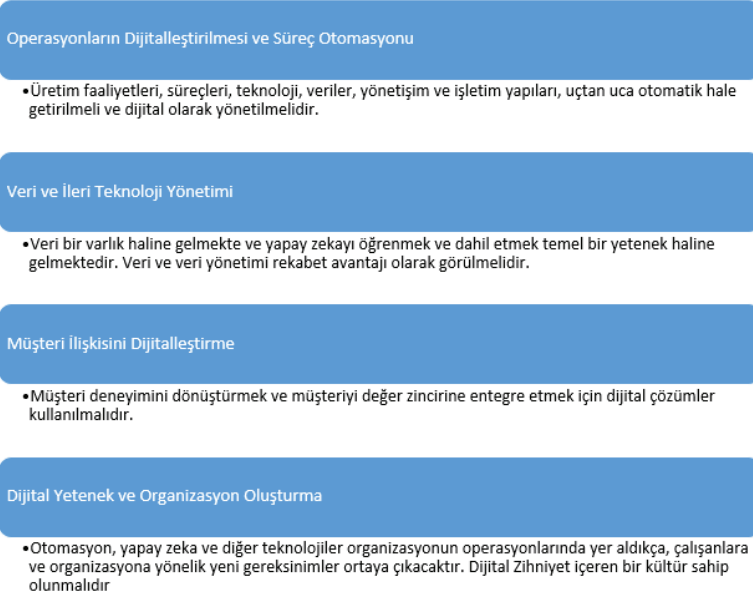 Operasyonların Dijitalleştirilmesi ve Süreç Otomasyonu
•Üretim faaliyetleri, süreçleri, teknoloji, veriler, yönetişim ve işletim yapıları, uçtan uca otomatik hale
getirilmeli ve dijital olarak yönetilmelidir.
Veri ve İleri Teknoloji Yönetimi
•Veri bir varlık haline gelmekte ve yapay zekayı öğrenmek ve dahil etmek temel bir yetenek haline
gelmektedir. Veri ve veri yönetimi rekabet avantajı olarak görülmelidir.
Müşteri İlişkisini Dijitalleştirme
•Müşteri deneyimini dönüştürmek ve müşteriyi değer zincirine entegre etmek için dijital çözümler
kullanılmalıdır.
Dijital Yetenek ve Organizasyon Oluşturma
•Otomasyon, yapay zeka ve diğer teknolojiler organizasyonun operasyonlarında yer aldıkça, çalışanlara
ve organizasyona yönelik yeni gereksinimler ortaya çıkacaktır. Dijital Zihniyet içeren bir kültür sahip
olunmalıdır